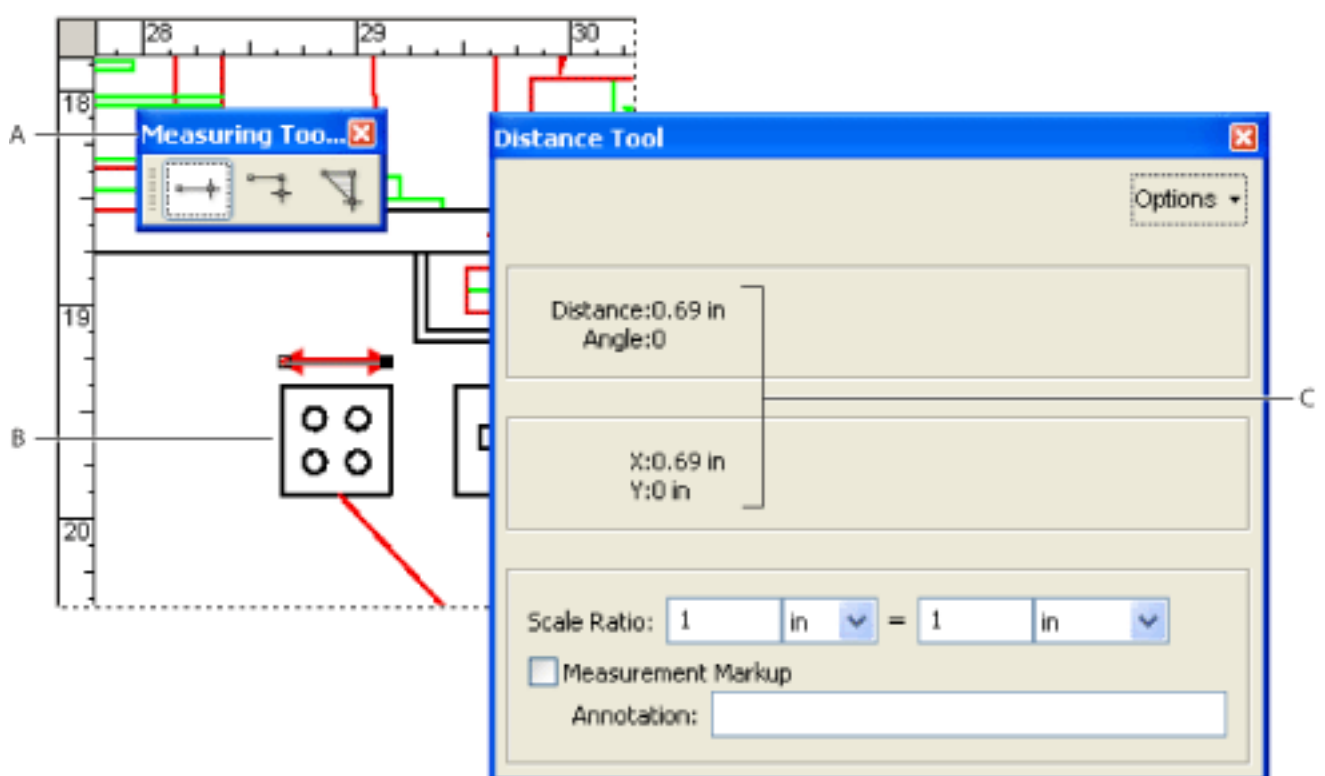 28 29 30
18
A
Measuring Too...
Distance Tool
Options
19
Distance:0.69 in
Angle:0
C
B
X:0.69 in
Y:0 in
20
Scale Ratio: 1 in = 1 in
Measurement Markup
Annotation: